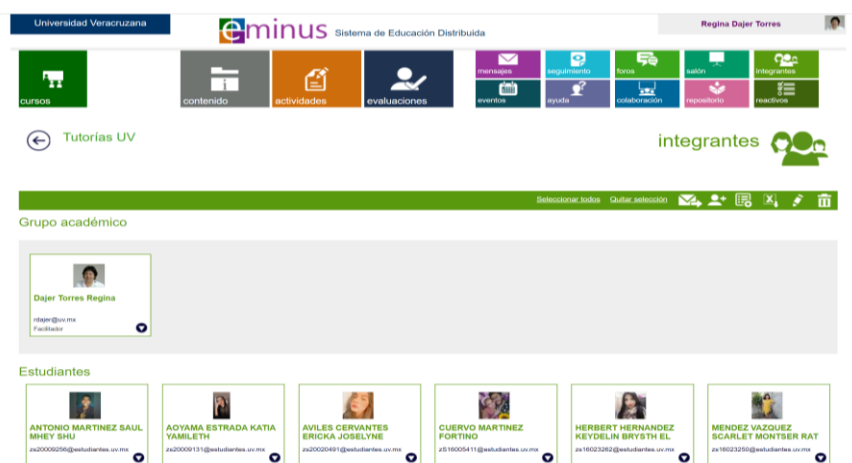 Universidad Veracruzana
eminus Sistema de Educación Distribuida
Regina Dajer Torres
cursos
contenido
actividades
evaluaciones
mensajes
seguimiento
foros
salón
integrantes
eventos
ayuda
colaboración
repositorio
reactivos
Tutorías UV
integrantes
Seleccionar todos Quitar selección
Grupo académico
Dajer Torres Regina
rdajer@uv.mx
Facilitador
Estudiantes
ANTONIO MARTINEZ SAUL
MHEY SHU
zs20009256@estudiantes.uv.mx
AOYAMA ESTRADA KATIA
YAMILETH
zs20009131@estudiantes.uv.mx
AVILES CERVANTES
ERICKA JOSELYNE
zs20020491@estudiantes.uv.mx
CUERVO MARTINEZ
FORTINO
zS16005411@estudiantes.uv.mx
HERBERT HERNANDEZ
KEYDELIN BRYSTH EL
zs16023262@estudiantes.uv.mx
MENDEZ VAZQUEZ
SCARLET MONTSER RAT
zs16023250@estudiantes.uv.mx